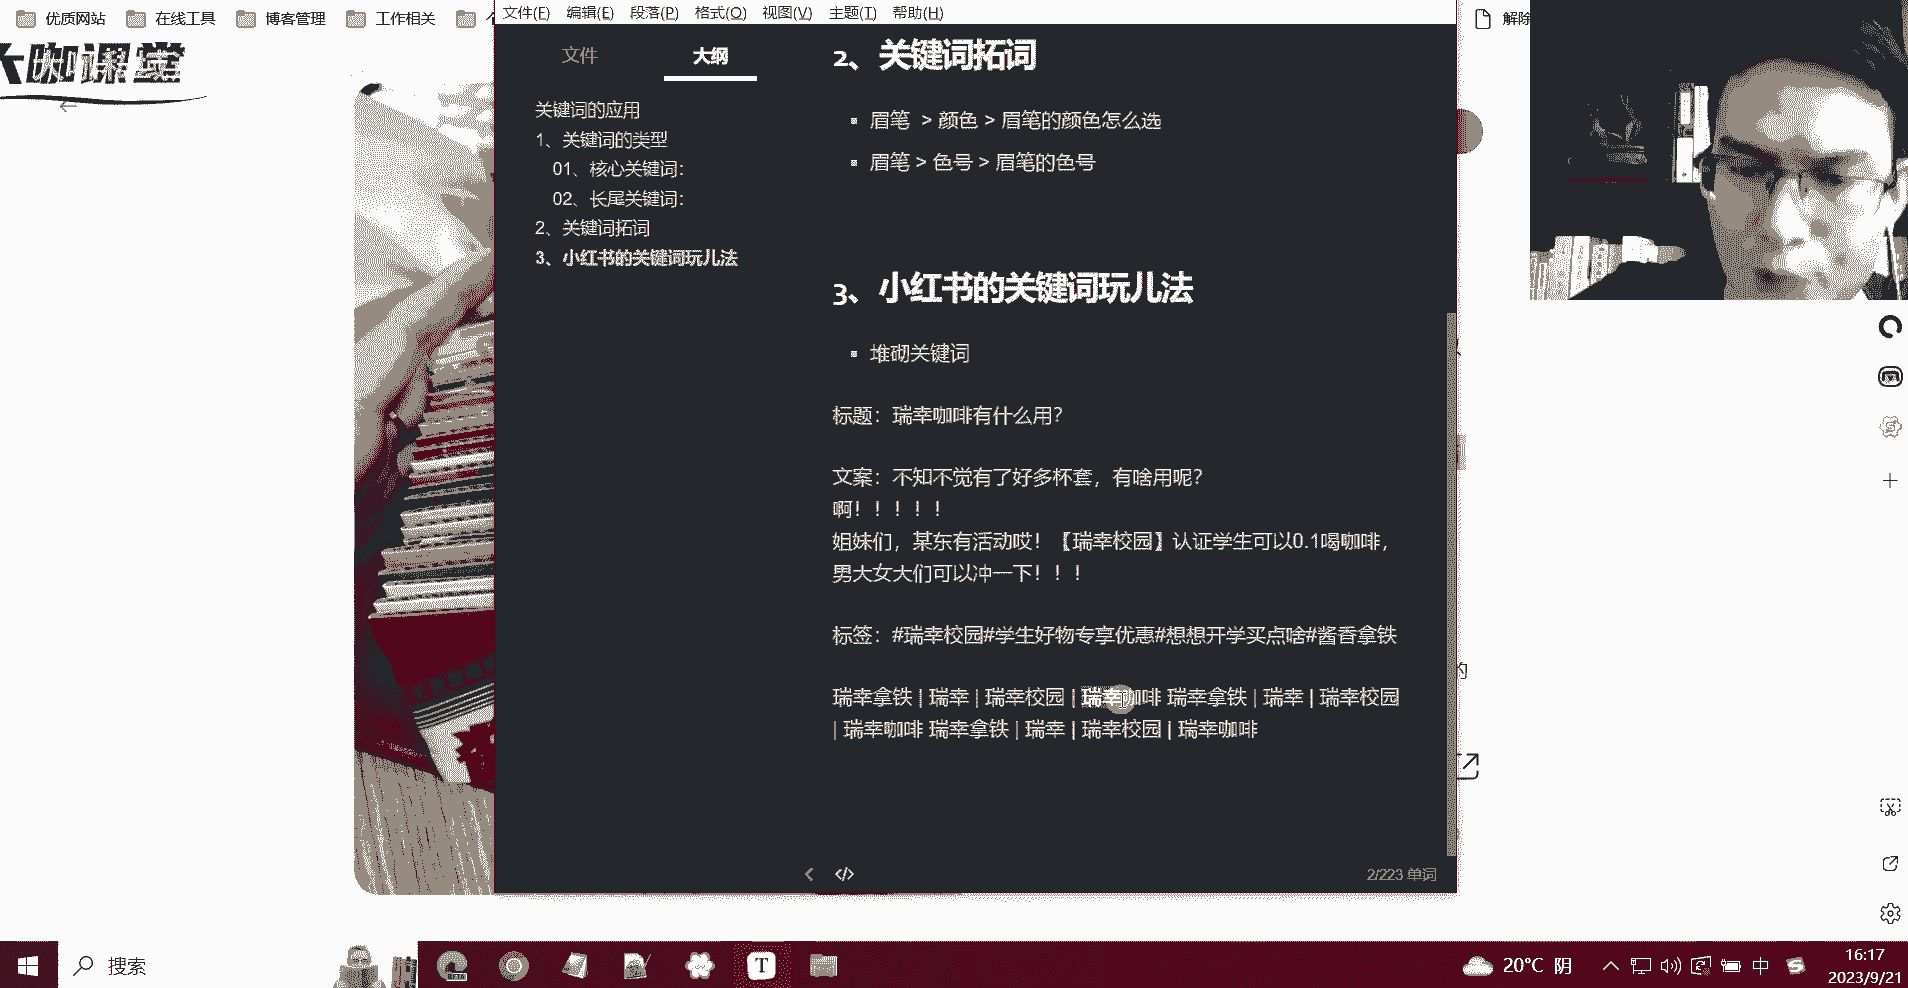 优质网站
在线工具
博客管理
工作相关
大咖课堂
文件(F) 编辑(E) 段落(P) 格式(O) 视图(V) 主题(T) 帮助(H)
解除
文件
大纲
关键词的应用
1、关键词的类型
01、核心关键词：
02、长尾关键词：
2、关键词拓词
3、小红书的关键词玩儿法
2、关键词拓词
眉笔 > 颜色 > 眉笔的颜色怎么选
眉笔 > 色号 > 眉笔的色号
3、小红书的关键词玩儿法
堆砌关键词
标题：瑞幸咖啡有什么用？
文案：不知不觉有了好多杯套，有啥用呢？
啊！！！！！
姐妹们，某东有活动哎！【瑞幸校园】认证学生可以0.1喝咖啡，
男大女大们可以冲一下！！！
标签：#瑞幸校园#学生好物专享优惠#想想开学买点啥#酱香拿铁
瑞幸拿铁 | 瑞幸 | 瑞幸校园 | 瑞幸咖啡 瑞幸拿铁 | 瑞幸 | 瑞幸校园
| 瑞幸咖啡 瑞幸拿铁 | 瑞幸 | 瑞幸校园 | 瑞幸咖啡
的
2/223 单词
搜索
BETA
T
20°C 阴
中
16:17
2023/9/21